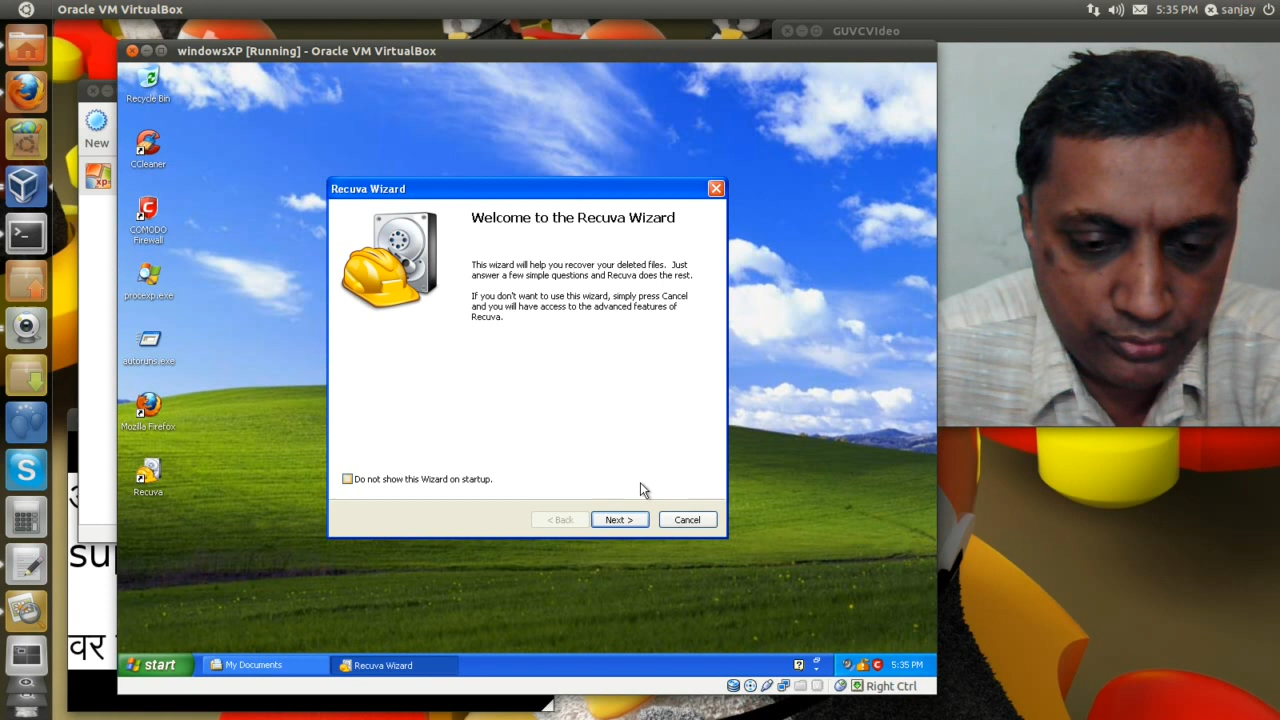 Oracle VM VirtualBox
5:35 PM
sanjay
GUVCVIdeo
windowsXP [Running] - Oracle VM VirtualBox
New
xp
Recycle Bin
CCleaner
COMODO
Firewall
procexp.exe
autoruns.exe
Mozilla Firefox
Recuva
Recuva Wizard
Welcome to the Recuva Wizard
This wizard will help you recover your deleted files. Just
answer a few simple questions and Recuva does the rest.
If you don't want to use this wizard, simply press Cancel
and you will have access to the advanced features of
Recuva.
Do not show this Wizard on startup.
< Back
Next >
Cancel
वर
start
My Documents
Recuva Wizard
5:35 PM
Right Ctrl